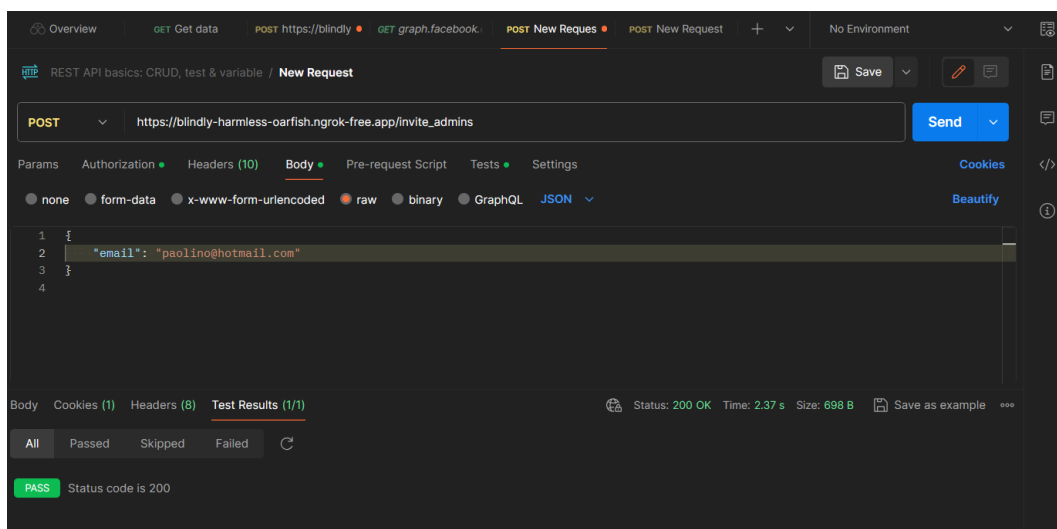 Overview GET Get data POST https://blindly GET graph.facebook. POST New Reques POST New Request No Environment
HTTP REST API basics: CRUD, test & variable / New Request Save
POST https://blindly-harmless-oarfish.ngrok-free.app/invite_admins Send
Params Authorization Headers (10) Body Pre-request Script Tests Settings Cookies
none form-data x-www-form-urlencoded raw binary GraphQL JSON Beautify
1 {
2 "email": "paolino@hotmail.com"
3 }
4
Body Cookies (1) Headers (8) Test Results (1/1) Status: 200 OK Time: 2.37 s Size: 698 B Save as example
All Passed Skipped Failed
PASS Status code is 200